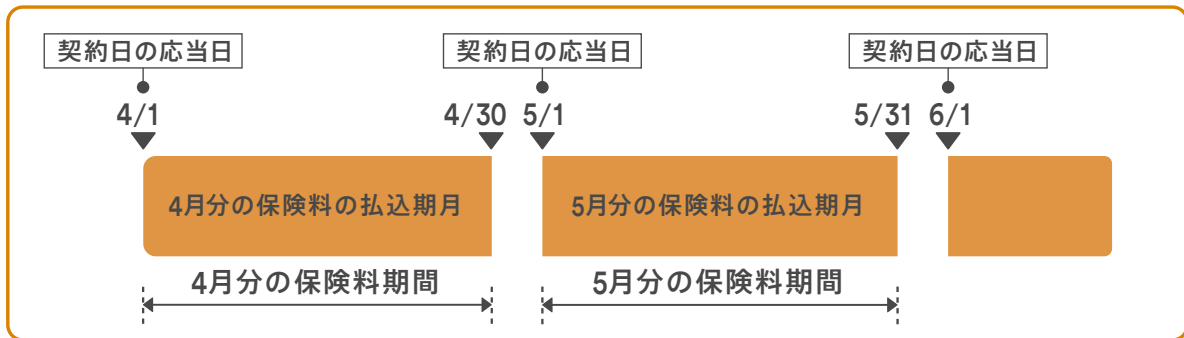 契約日の応当日 契約日の応当日 契約日の応当日
4/1 4/30 5/1 5/31 6/1
4月分の保険料の払込期月 5月分の保険料の払込期月
4月分の保険料期間 5月分の保険料期間